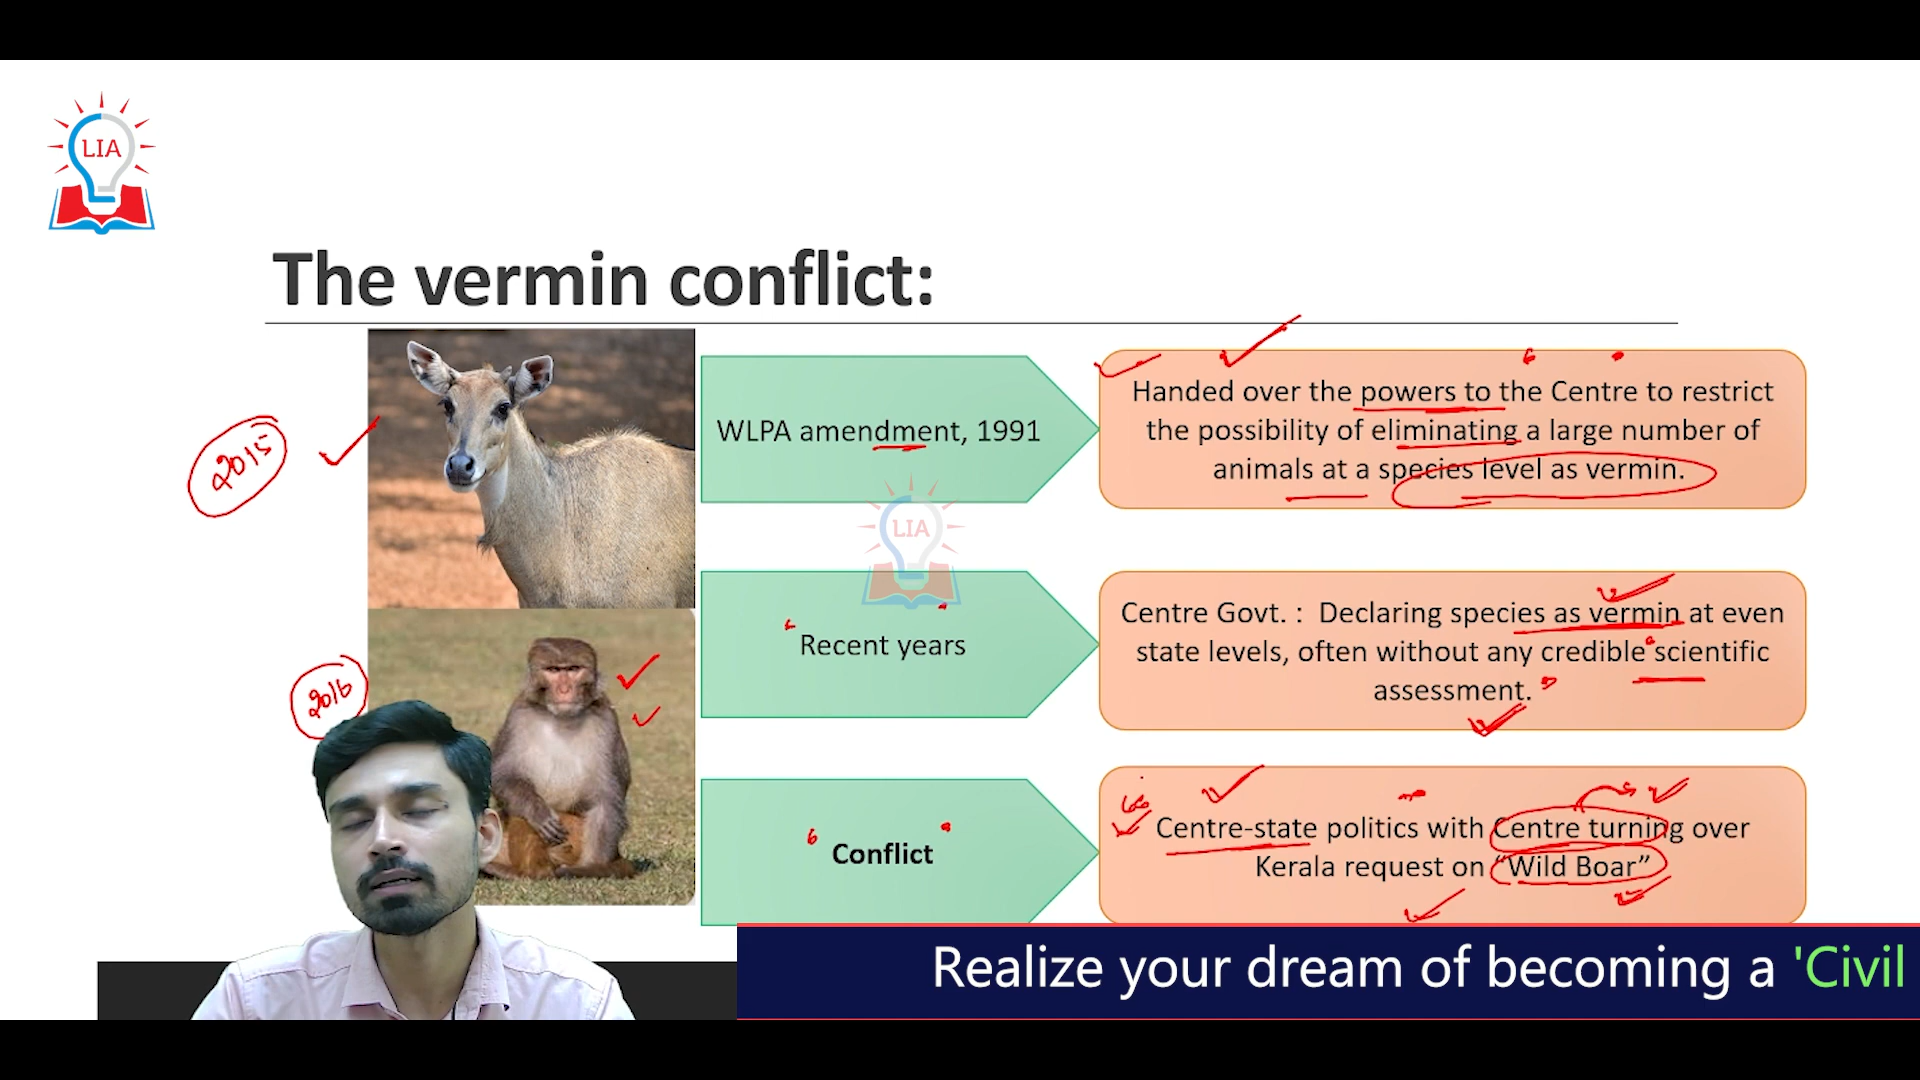 LIA
The vermin conflict:
2015
WLPA amendment, 1991
Handed over the powers to the Centre to restrict
the possibility of eliminating a large number of
animals at a species level as vermin.
LIA
Recent years
Centre Govt. : Declaring species as vermin at even
state levels, often without any credible scientific
assessment.
2016
Conflict
Centre-state politics with Centre turning over
Kerala request on “Wild Boar”
Realize your dream of becoming a 'Civil